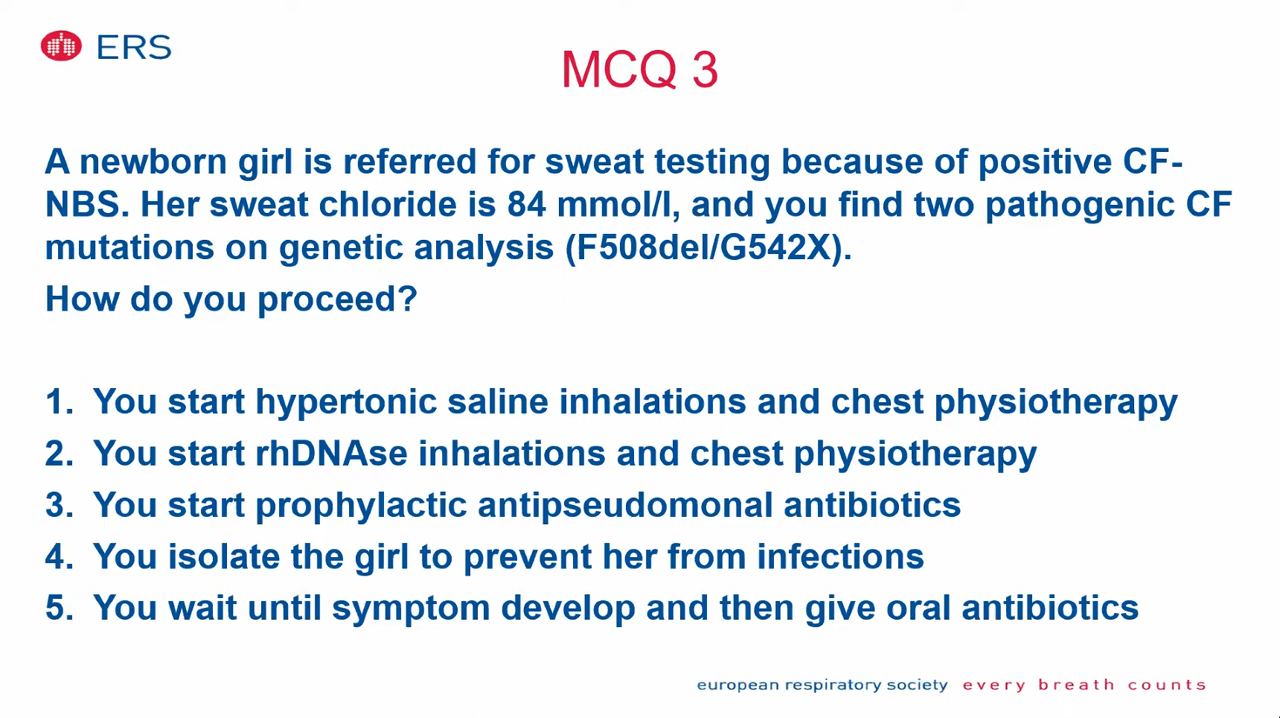 ERS
MCQ 3
A newborn girl is referred for sweat testing because of positive CF-
NBS. Her sweat chloride is 84 mmol/l, and you find two pathogenic CF
mutations on genetic analysis (F508del/G542X).
How do you proceed?
1. You start hypertonic saline inhalations and chest physiotherapy
2. You start rhDNAse inhalations and chest physiotherapy
3. You start prophylactic antipseudomonal antibiotics
4. You isolate the girl to prevent her from infections
5. You wait until symptom develop and then give oral antibiotics
european respiratory society every breath counts